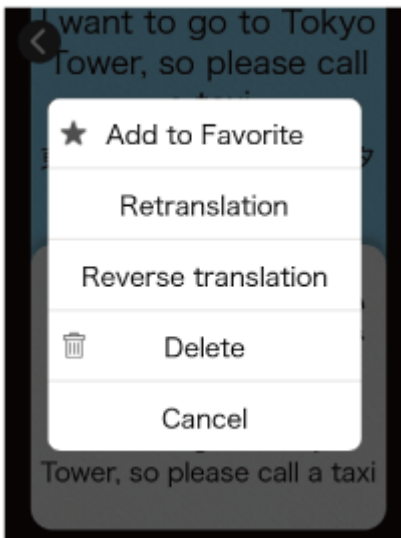 I want to go to Tokyo
Tower, so please call
a taxi
Add to Favorite
Retranslation
Reverse translation
Delete
Cancel
Tower, so please call a taxi